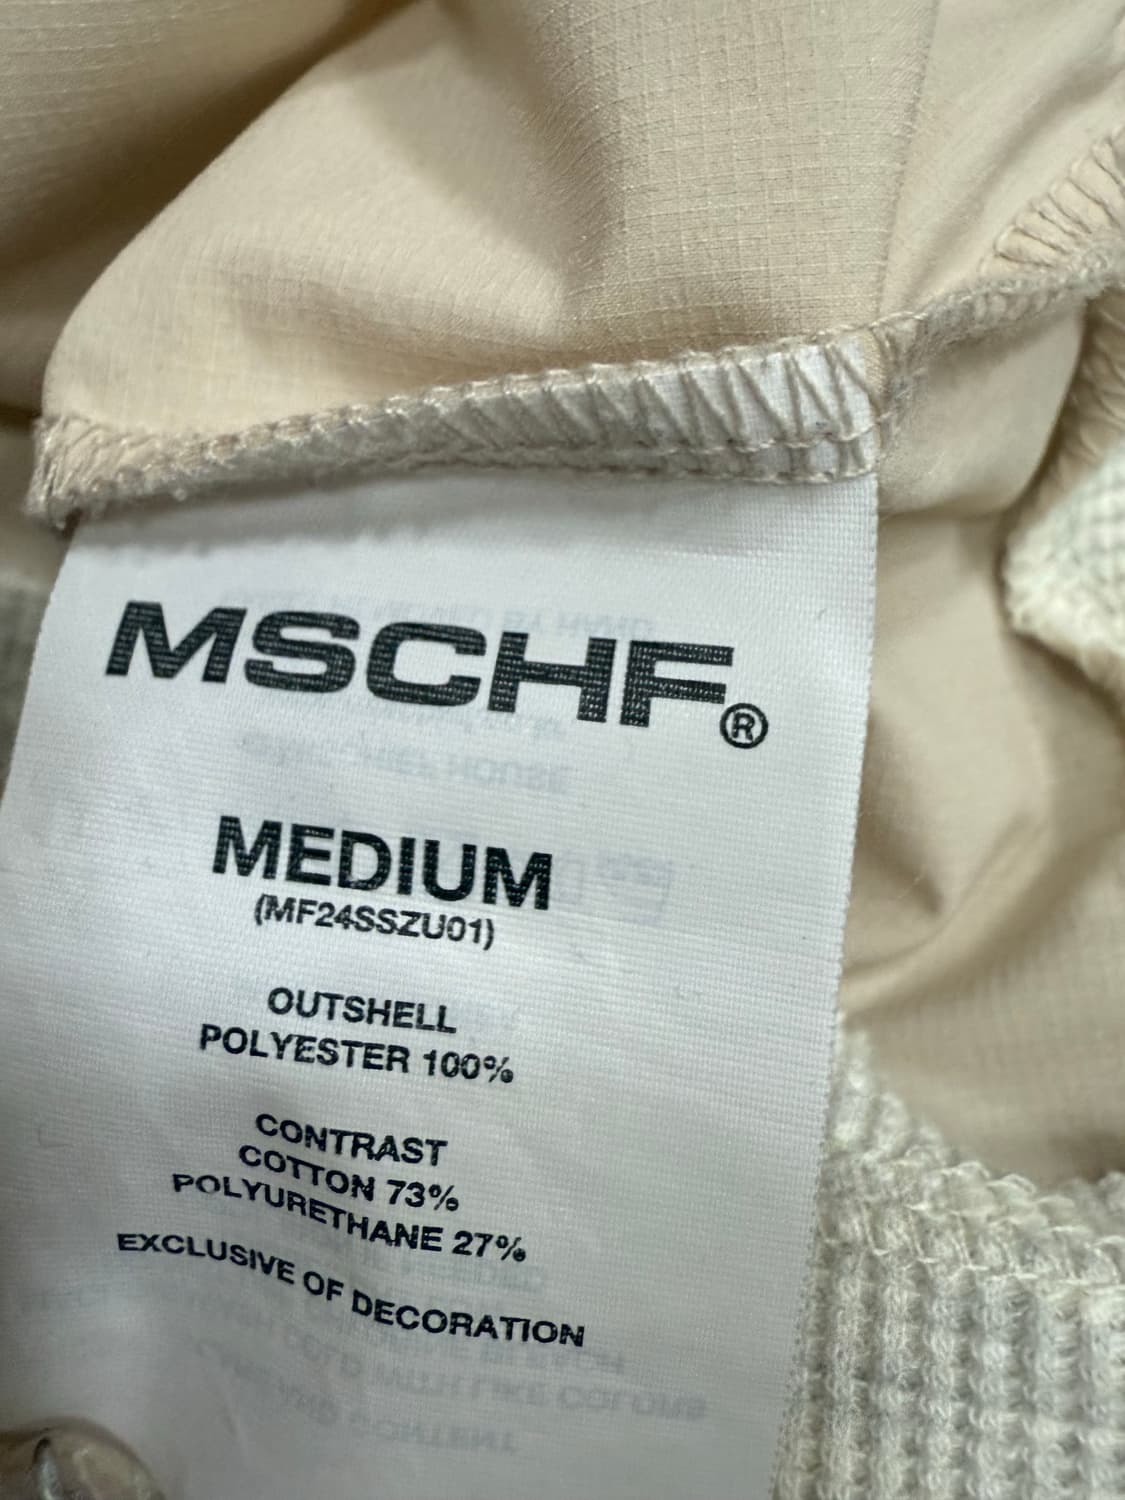 MSCHF®
MEDIUM
(MF24SSZU01)
OUTSHELL
POLYESTER 100%
CONTRAST
COTTON 73%
POLYURETHANE 27%
EXCLUSIVE OF DECORATION